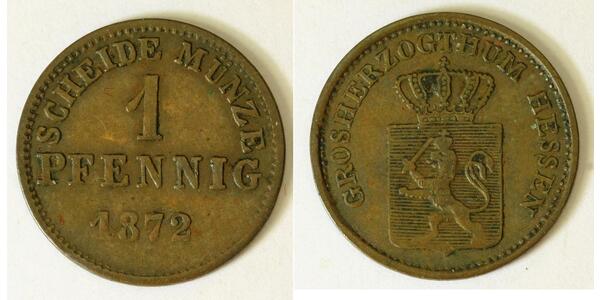 SCHEIDE MÜNZE
1
PFENNIG
1872
GROSHERZOGTHUM HESSEN